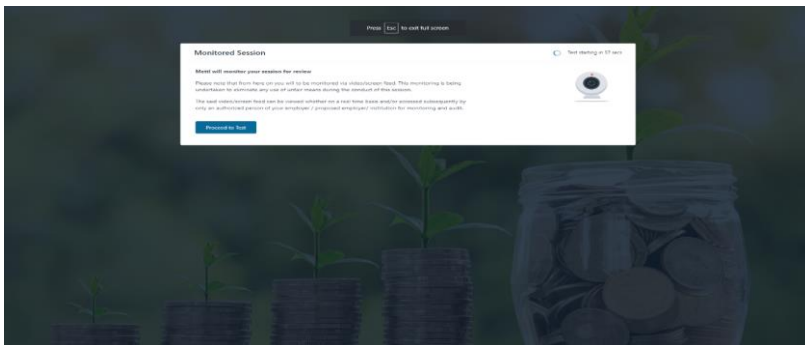 Press Esc to exit full screen
Monitored Session
Test starting in 57 secs
Mettl will monitor your session for review
Please note that from here on you will to be monitored via video/screen feed. This monitoring is being
undertaken to eliminate any use of unfair means during the conduct of this session.
The said video/screen feed can be viewed whether on a real time basis and/or accessed subsequently by
only an authorized person of your employer / proposed employer/ institution for monitoring and audit.
Proceed to Test